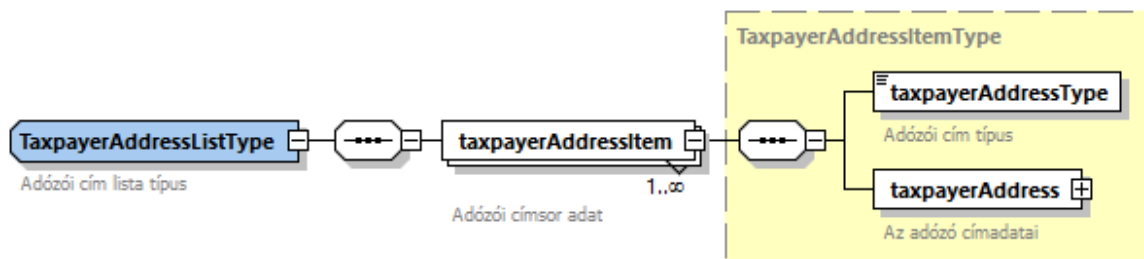 TaxpayerAddressItemType
taxpayerAddressType
Adózói cím típus
TaxpayerAddressListType
Adózói cím lista típus
taxpayerAddressItem
1..∞
Adózói címsor adat
taxpayerAddress
Az adózó címadatai